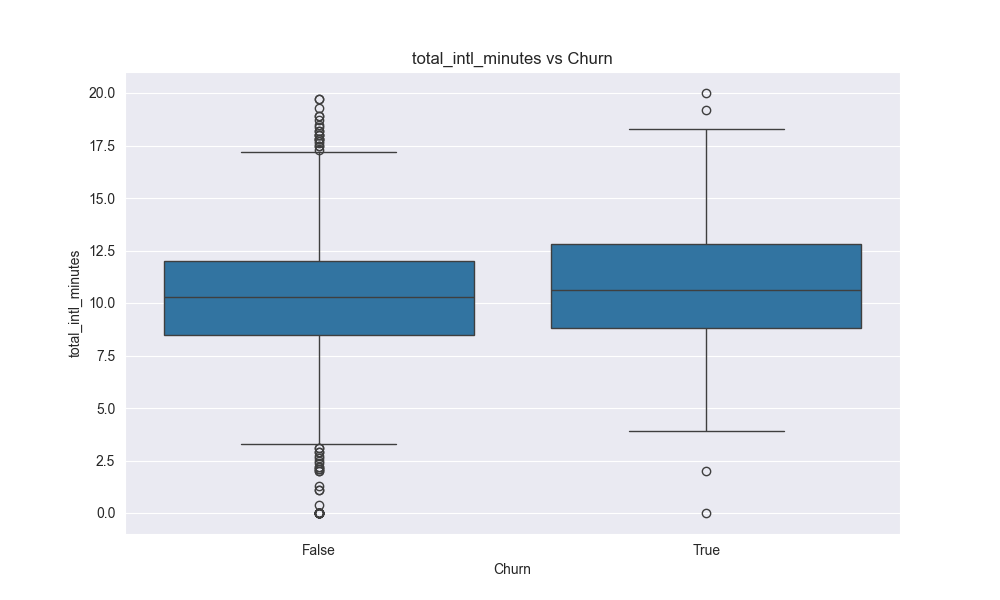 total_intl_minutes vs Churn
total_intl_minutes
20.0
17.5
15.0
12.5
10.0
7.5
5.0
2.5
0.0
False
True
Churn